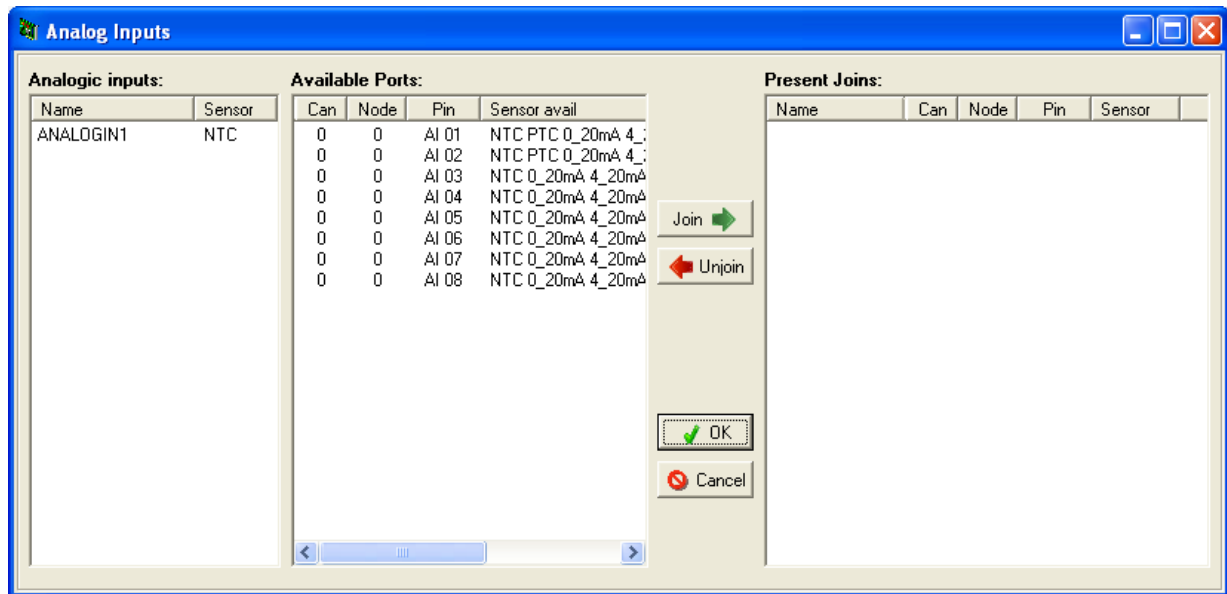 Analog Inputs
Analogic inputs:
Name Sensor
ANALOGIN1 NTC
Available Ports:
Can Node Pin Sensor avail
0 0 AI 01 NTC PTC 0_20mA 4_
0 0 AI 02 NTC PTC 0_20mA 4_
0 0 AI 03 NTC 0_20mA 4_20mA
0 0 AI 04 NTC 0_20mA 4_20mA
0 0 AI 05 NTC 0_20mA 4_20mA
0 0 AI 06 NTC 0_20mA 4_20mA
0 0 AI 07 NTC 0_20mA 4_20mA
0 0 AI 08 NTC 0_20mA 4_20mA
Join
Unjoin
OK
Cancel
Present Joins:
Name Can Node Pin Sensor